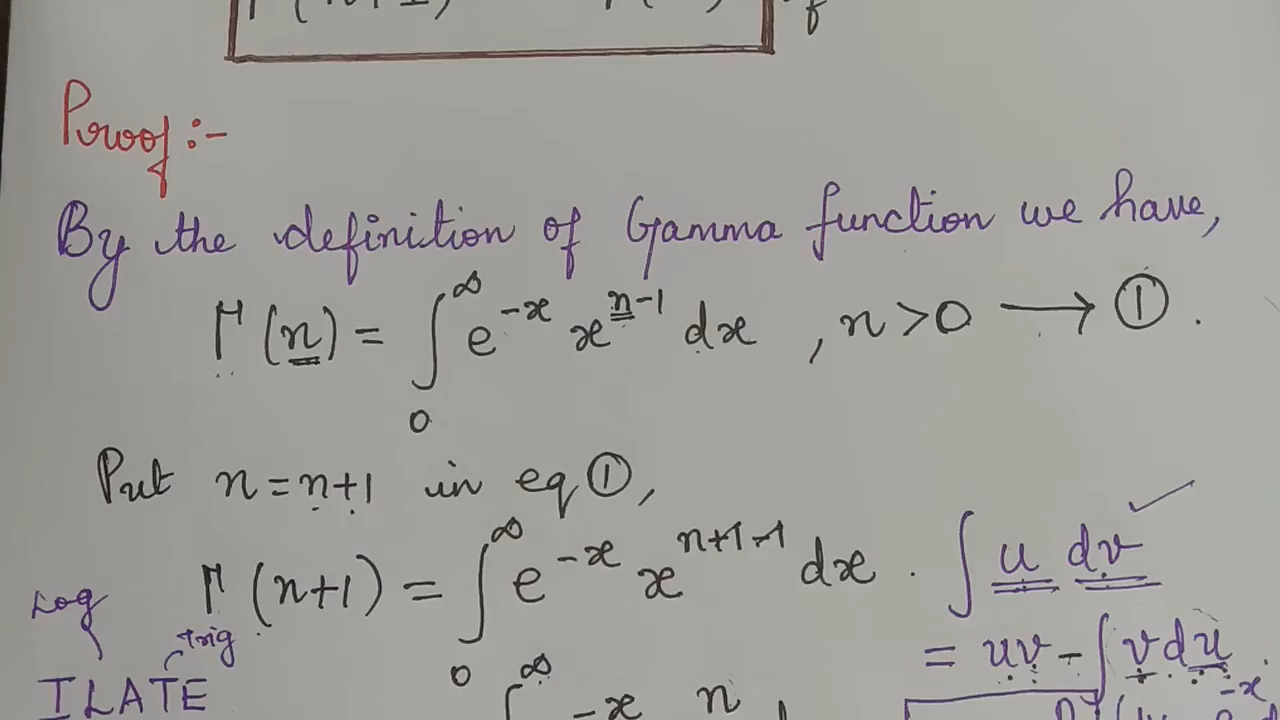 Proof:-
By the definition of Gamma function we have,
Γ(n) = ∫₀^∞ e^{-x} x^{n-1} dx , n>0 ⟶ ①.
Put n=n+1 in eq ①,
Γ(n+1) = ∫₀^∞ e^{-x} x^{n+1-1} dx . ∫ u dv ✓
= uv - ∫ v du
Log
trig
ILATE